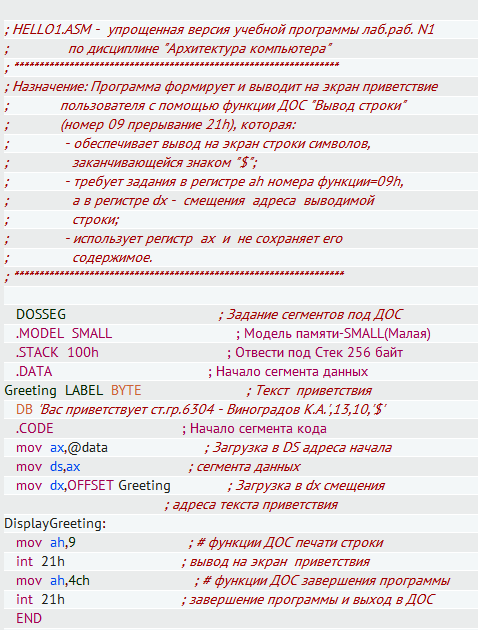 ; HELLO1.ASM - упрощенная версия учебной программы лаб.раб. N1
; по дисциплине "Архитектура компьютера"
; *****************************************************************
; Назначение: Программа формирует и выводит на экран приветствие
; пользователя с помощью функции ДОС "Вывод строки"
; (номер 09 прерывание 21h), которая:
; - обеспечивает вывод на экран строки символов,
; заканчивающейся знаком "$";
; - требует задания в регистре ah номера функции=09h,
; а в регистре dx - смещения адреса выводимой
; строки;
; - использует регистр ax и не сохраняет его
; содержимое.
; ******************************************************************
DOSSEG ; Задание сегментов под ДОС
.MODEL SMALL ; Модель памяти-SMALL(Малая)
.STACK 100h ; Отвести под Стек 256 байт
.DATA ; Начало сегмента данных
Greeting LABEL BYTE ; Текст приветствия
DB 'Вас приветствует ст.гр.6304 - Виноградов К.А.',13,10,'$'
.CODE ; Начало сегмента кода
mov ax,@data ; Загрузка в DS адреса начала
mov ds,ax ; сегмента данных
mov dx,OFFSET Greeting ; Загрузка в dx смещения
; адреса текста приветствия
DisplayGreeting:
mov ah,9 ; # функции ДОС печати строки
int 21h ; вывод на экран приветствия
mov ah,4ch ; # функции ДОС завершения программы
int 21h ; завершение программы и выход в ДОС
END